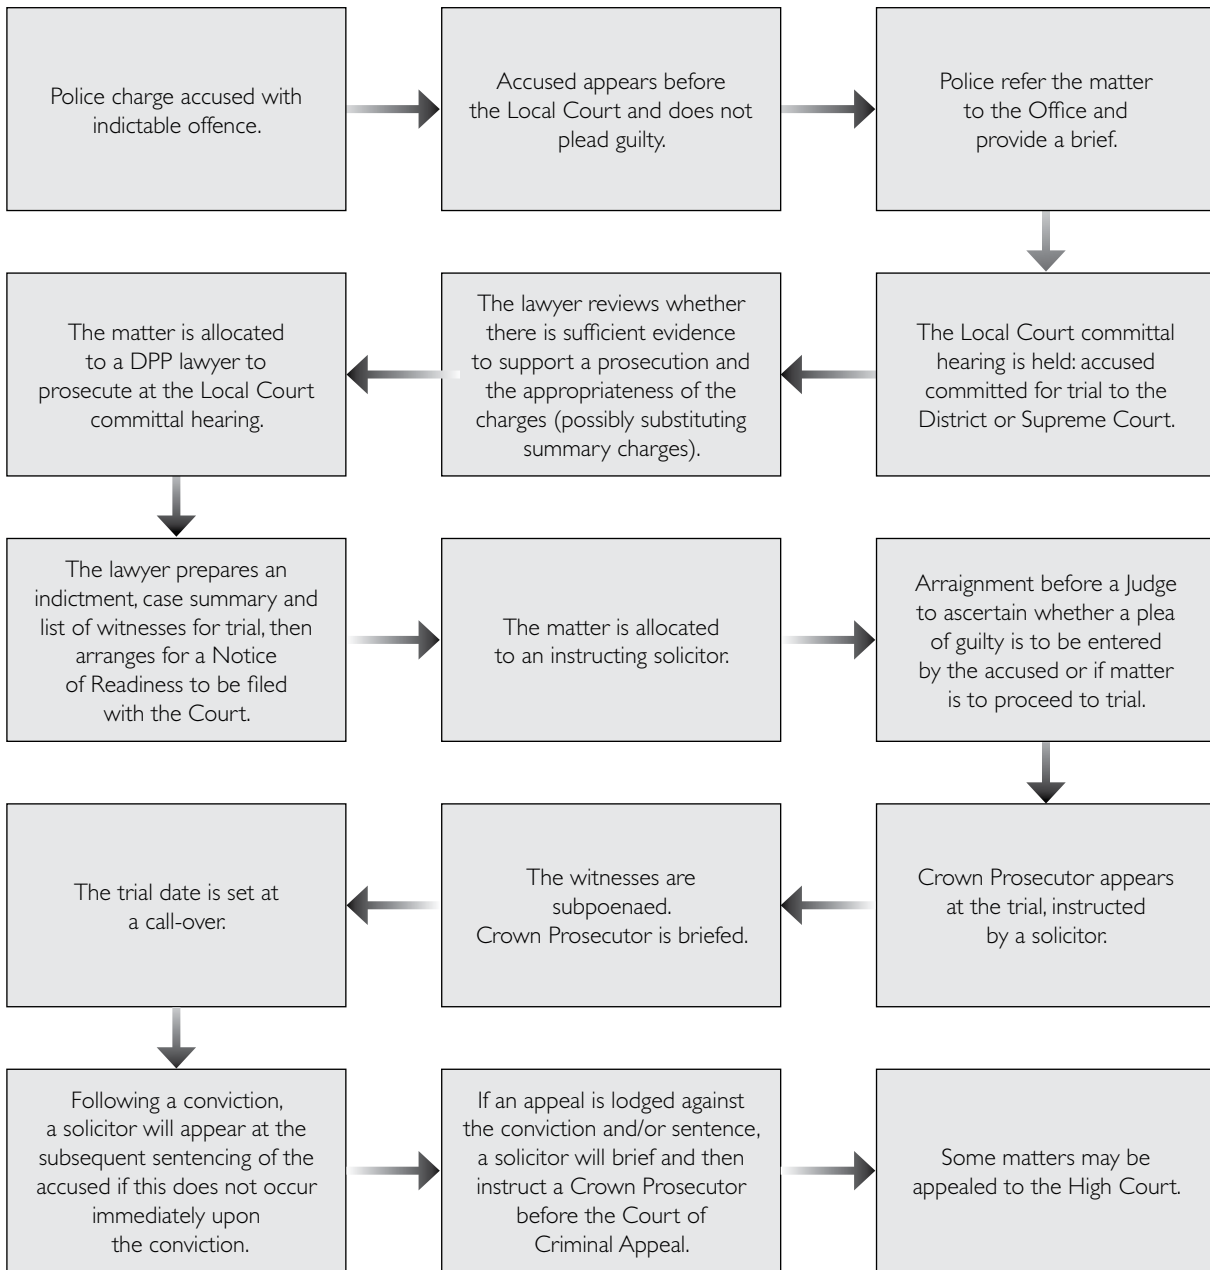 Police charge accused with
indictable offence.
Accused appears before
the Local Court and does not
plead guilty.
Police refer the matter
to the Office and
provide a brief.
The matter is allocated
to a DPP lawyer to
prosecute at the Local Court
committal hearing.
The lawyer reviews whether
there is sufficient evidence
to support a prosecution and
the appropriateness of the
charges (possibly substituting
summary charges).
The Local Court committal
hearing is held: accused
committed for trial to the
District or Supreme Court.
The lawyer prepares an
indictment, case summary and
list of witnesses for trial, then
arranges for a Notice
of Readiness to be filed
with the Court.
The matter is allocated
to an instructing solicitor.
Arraignment before a Judge
to ascertain whether a plea
of guilty is to be entered
by the accused or if matter
is to proceed to trial.
The trial date is set at
a call-over.
The witnesses are
subpoenaed.
Crown Prosecutor is briefed.
Crown Prosecutor appears
at the trial, instructed
by a solicitor.
Following a conviction,
a solicitor will appear at the
subsequent sentencing of the
accused if this does not occur
immediately upon
the conviction.
If an appeal is lodged against
the conviction and/or sentence,
a solicitor will brief and then
instruct a Crown Prosecutor
before the Court of
Criminal Appeal.
Some matters may be
appealed to the High Court.